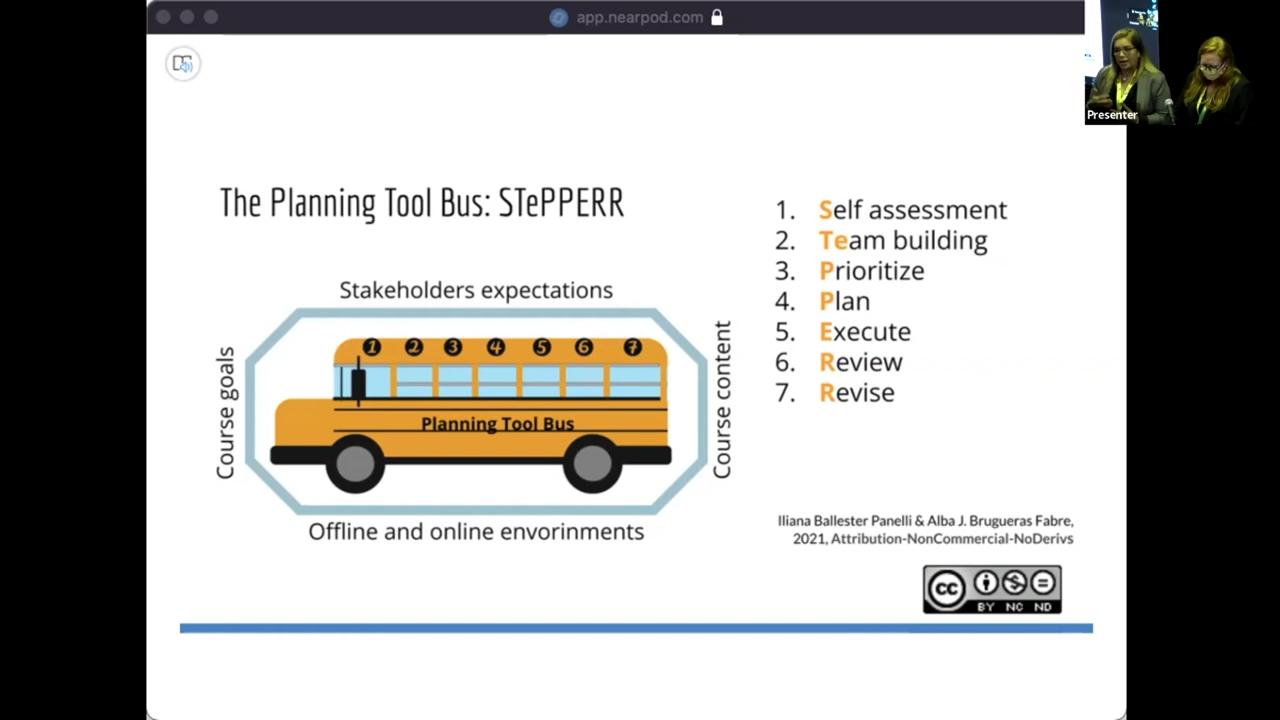 app.nearpod.com
Presenter
The Planning Tool Bus: STePPERR
Stakeholders expectations
Course goals
1 2 3 4 5 6 7
Planning Tool Bus
Course content
Offline and online envorinments
1. Self assessment
2. Team building
3. Prioritize
4. Plan
5. Execute
6. Review
7. Revise
Iliana Ballester Panelli & Alba J. Brugueras Fabre,
2021, Attribution-NonCommercial-NoDerivs
cc
BY NC ND